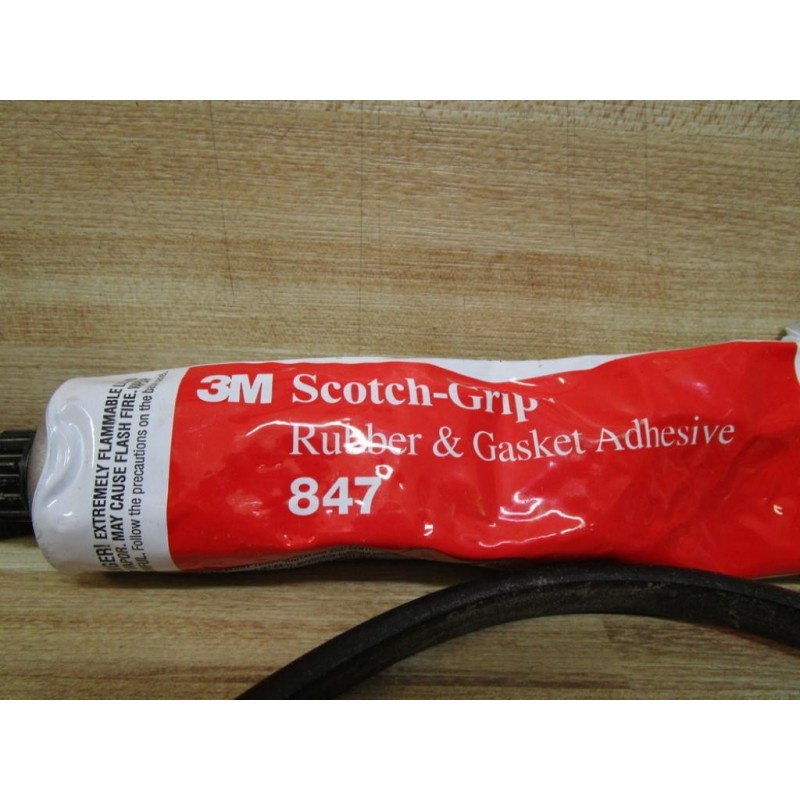 3M Scotch-Grip
Rubber & Gasket Adhesive
847
EXTREMELY FLAMMABLE
MAY CAUSE FLASH FIRE,
Follow the precautions on the